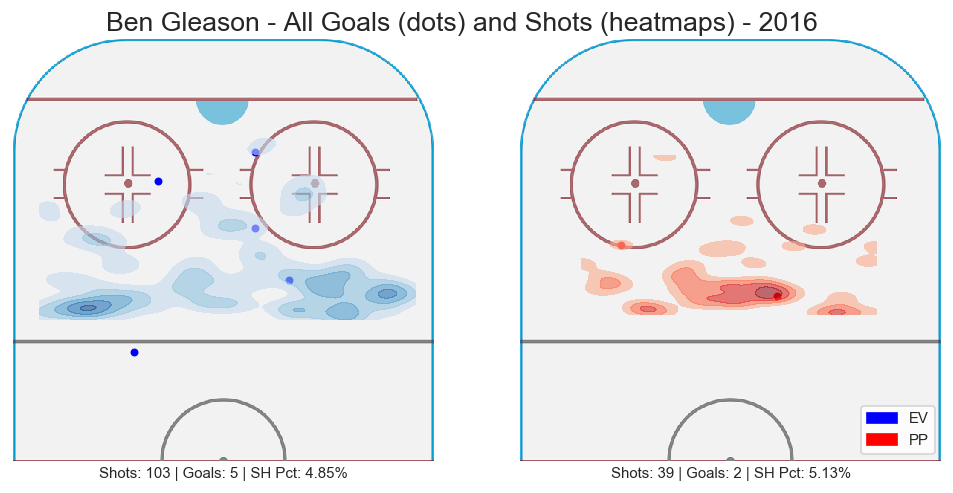 Ben Gleason - All Goals (dots) and Shots (heatmaps) - 2016
EV
PP
Shots: 103 | Goals: 5 | SH Pct: 4.85%
Shots: 39 | Goals: 2 | SH Pct: 5.13%